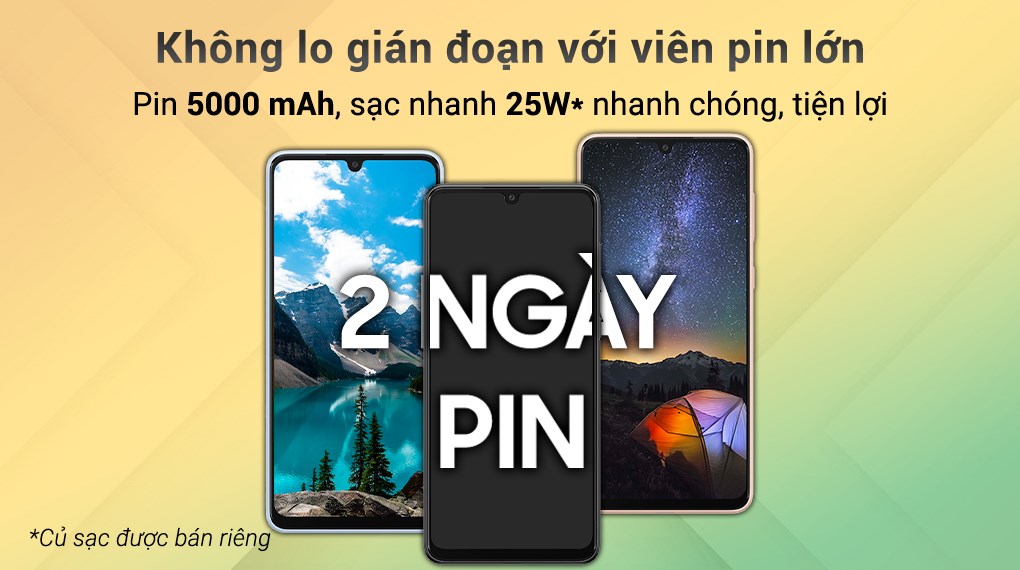 Không lo gián đoạn với viên pin lớn
Pin 5000 mAh, sạc nhanh 25W* nhanh chóng, tiện lợi
2 NGÀY
PIN
*Củ sạc được bán riêng